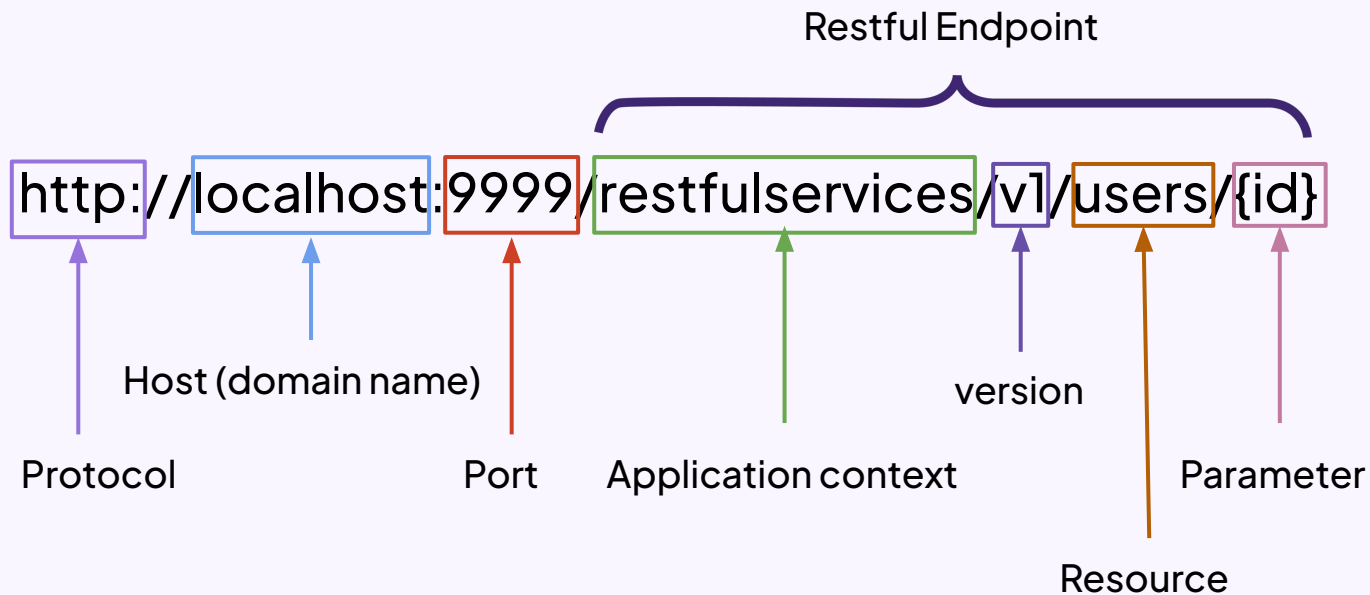 Restful Endpoint
http://localhost:9999/restfulservices/v1/users/{id}
Host (domain name)
version
Protocol
Port
Application context
Parameter
Resource